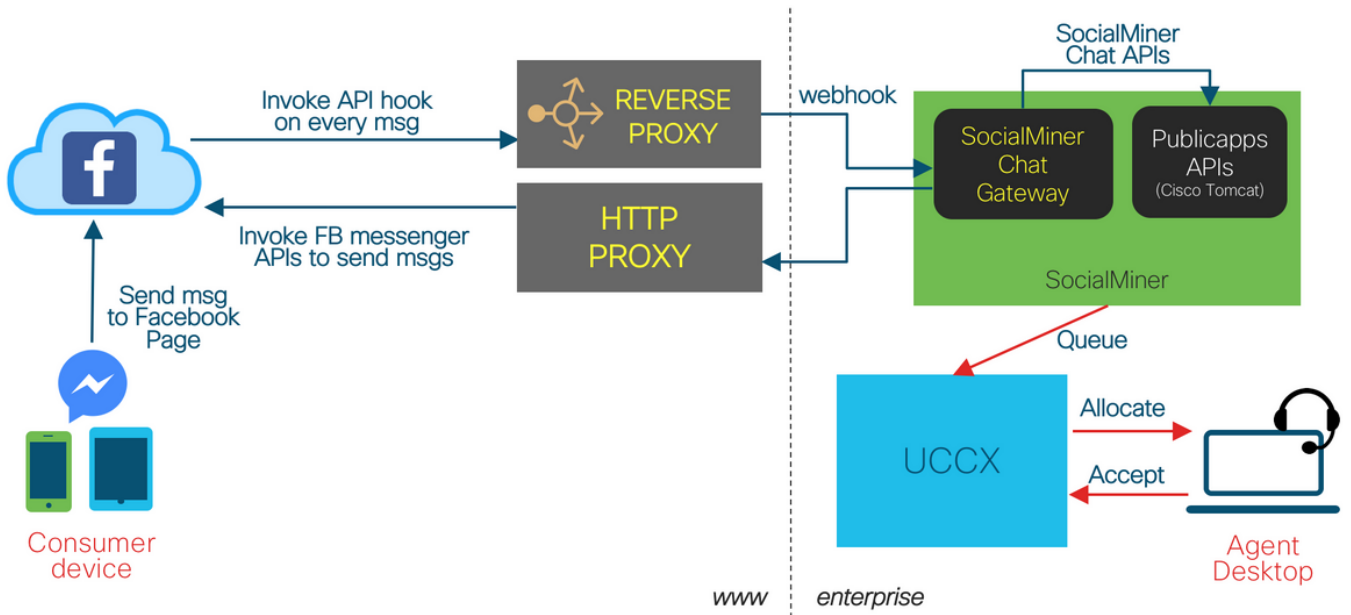 SocialMiner
Chat APIs
Invoke API hook
on every msg
REVERSE
PROXY
webhook
SocialMiner
Chat
Gateway
Publicapps
APIs
(Cisco Tomcat)
f
HTTP
PROXY
Invoke FB messenger
APIs to send msgs
SocialMiner
Send msg
to Facebook
Page
Queue
UCCX
Allocate
Accept
Consumer
device
Agent
Desktop
www
enterprise